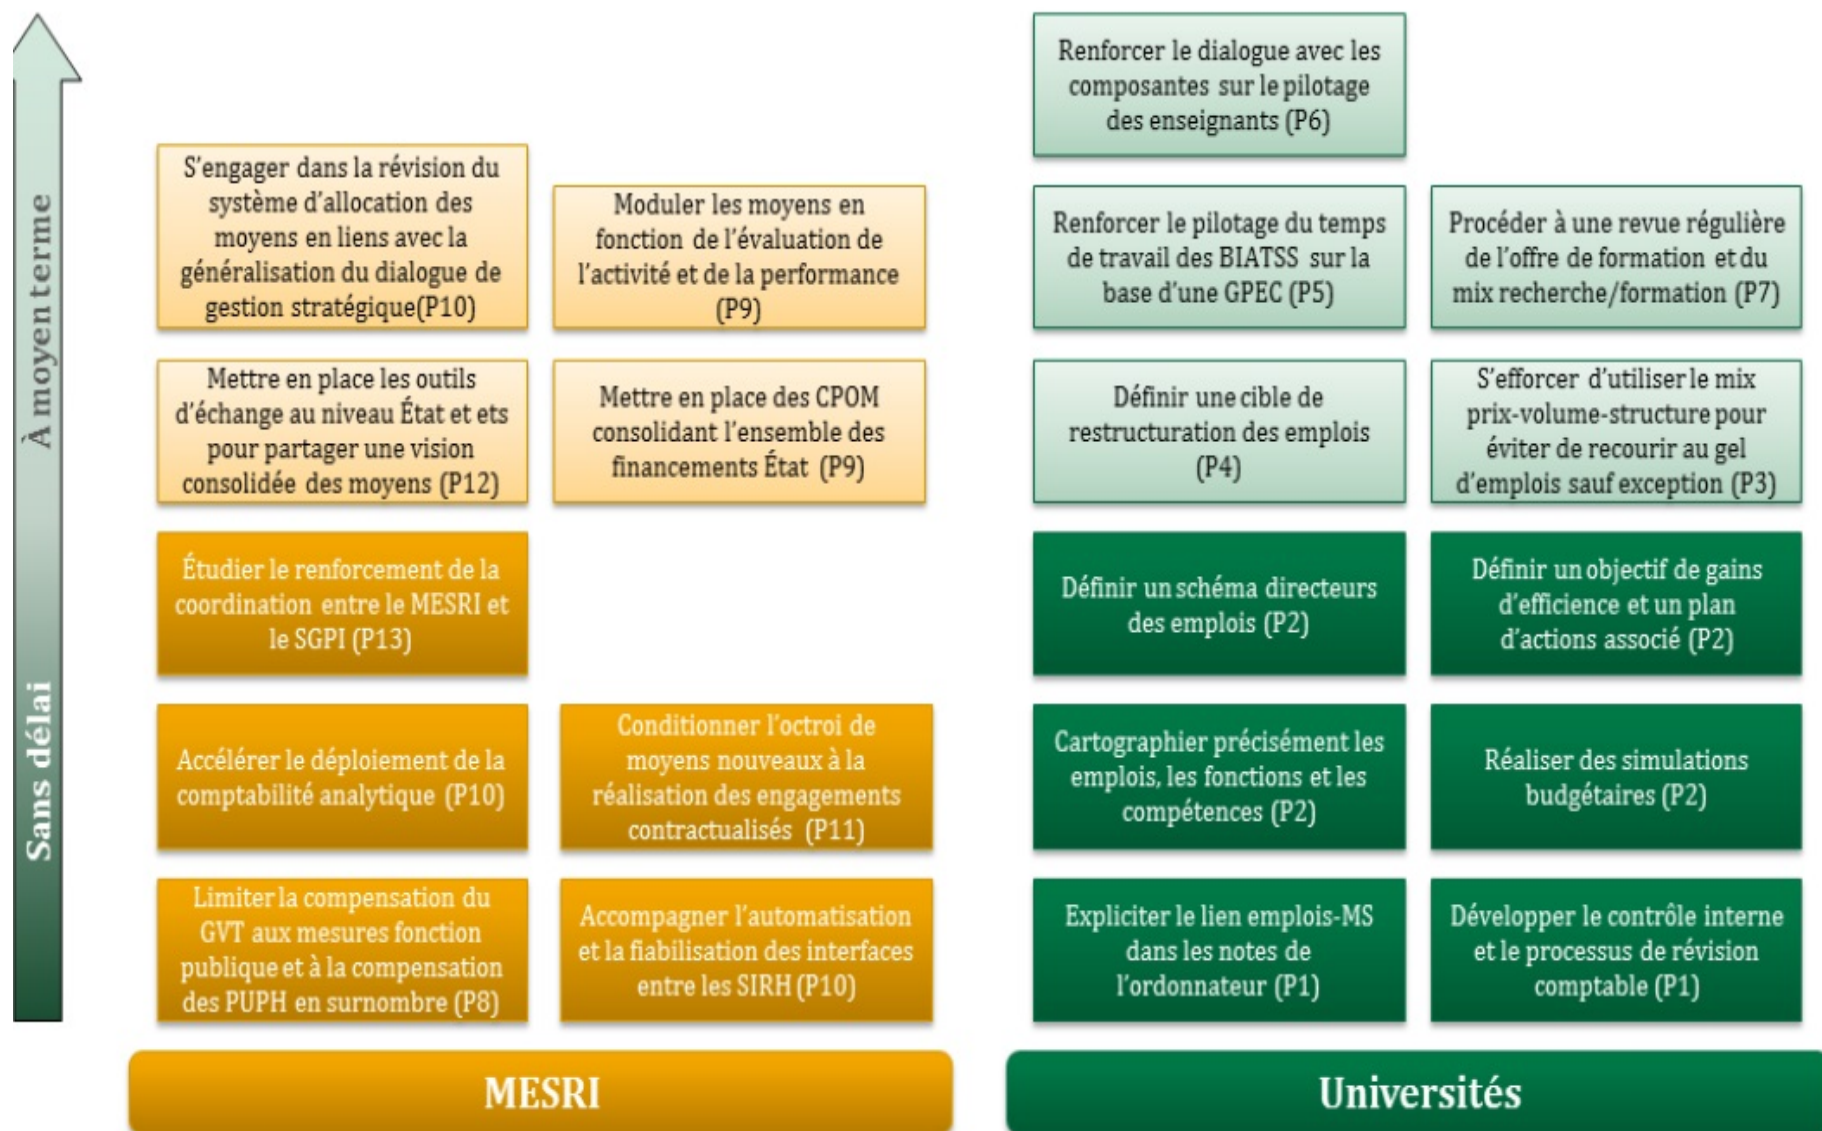 À moyen terme
Sans délai
S’engager dans la révision du
système d’allocation des
moyens en liens avec la
généralisation du dialogue de
gestion stratégique(P10)
Moduler les moyens en
fonction de l’évaluation de
l’activité et de la performance
(P9)
Mettre en place les outils
d’échange au niveau État et ets
pour partager une vision
consolidée des moyens (P12)
Mettre en place des CPOM
consolidant l’ensemble des
financements État (P9)
Étudier le renforcement de la
coordination entre le MESRI et
le SGPI (P13)
Accélérer le déploiement de la
comptabilité analytique (P10)
Conditionner l’octroi de
moyens nouveaux à la
réalisation des engagements
contractualisés (P11)
Limiter la compensation du
GVT aux mesures fonction
publique et à la compensation
des PUPH en surnombre (P8)
Accompagner l’automatisation
et la fiabilisation des interfaces
entre les SIRH (P10)
MESRI
Renforcer le dialogue avec les
composantes sur le pilotage
des enseignants (P6)
Renforcer le pilotage du temps
de travail des BIATSS sur la
base d’une GPEC (P5)
Procéder à une revue régulière
de l’offre de formation et du
mix recherche/formation (P7)
Définir une cible de
restructuration des emplois
(P4)
S’efforcer d’utiliser le mix
prix-volume-structure pour
éviter de recourir au gel
d’emplois sauf exception (P3)
Définir un schéma directeurs
des emplois (P2)
Définir un objectif de gains
d’efficience et un plan
d’actions associé (P2)
Cartographier précisément les
emplois, les fonctions et les
compétences (P2)
Réaliser des simulations
budgétaires (P2)
Expliciter le lien emplois-MS
dans les notes de
l’ordonnateur (P1)
Développer le contrôle interne
et le processus de révision
comptable (P1)
Universités